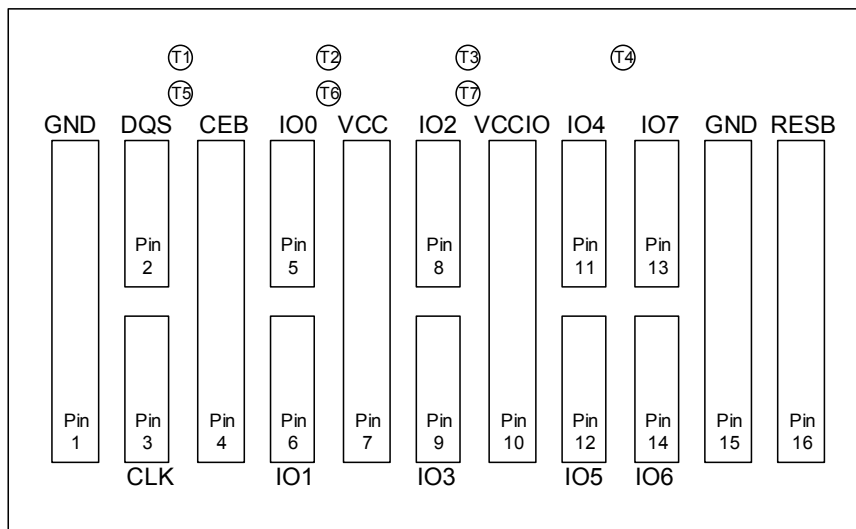 T1 T2 T3 T4
T5 T6 T7
GND DQS CEB IO0 VCC IO2 VCCIO IO4 IO7 GND RESB
Pin Pin Pin Pin Pin
2 5 8 11 13
Pin Pin Pin Pin Pin Pin Pin Pin Pin Pin Pin
1 3 4 6 7 9 10 12 14 15 16
CLK IO1 IO3 IO5 IO6